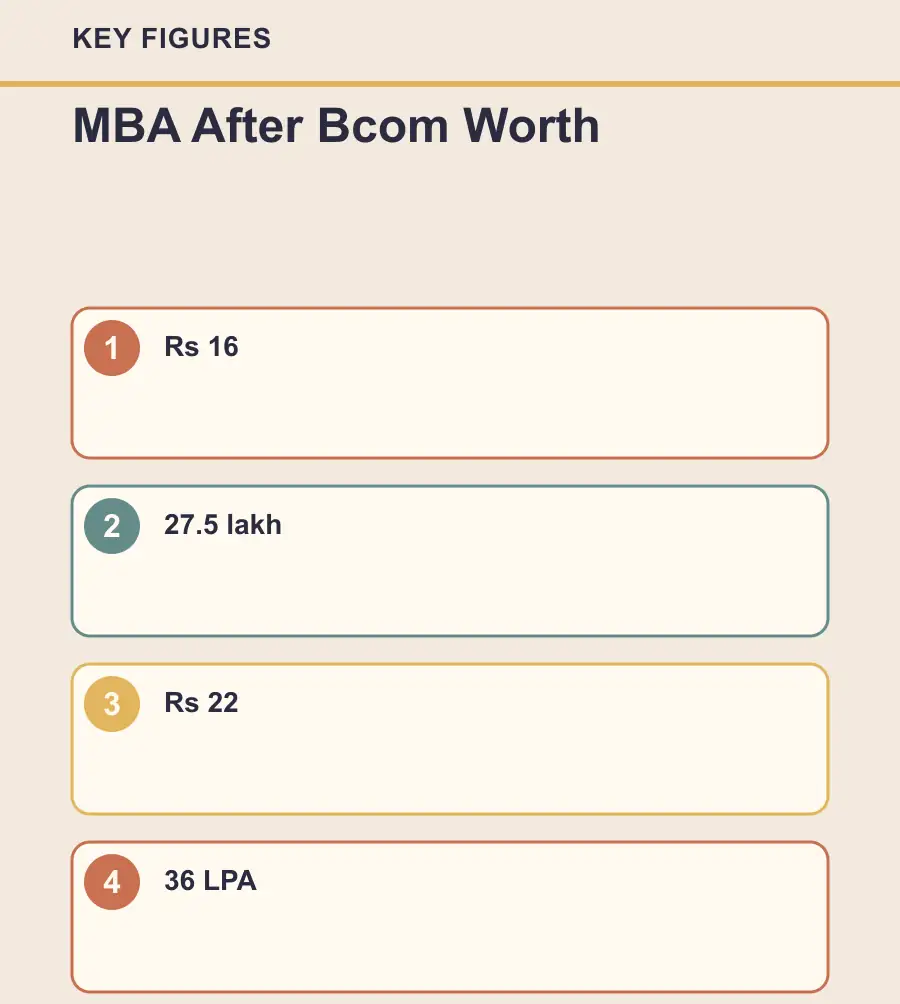 KEY FIGURES
MBA After Bcom Worth
1 Rs 16
2 27.5 lakh
3 Rs 22
4 36 LPA